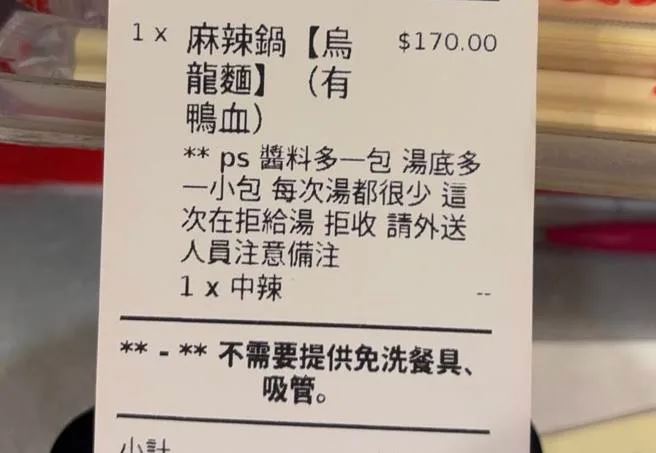 1 x 麻辣鍋【烏 $170.00
龍麵】（有
鴨血）
** ps 醬料多一包 湯底多
一小包 每次湯都很少 這
次在拒給湯 拒收 請外送
人員注意備注
1 x 中辣 --
** - ** 不需要提供免洗餐具、
吸管。
小計